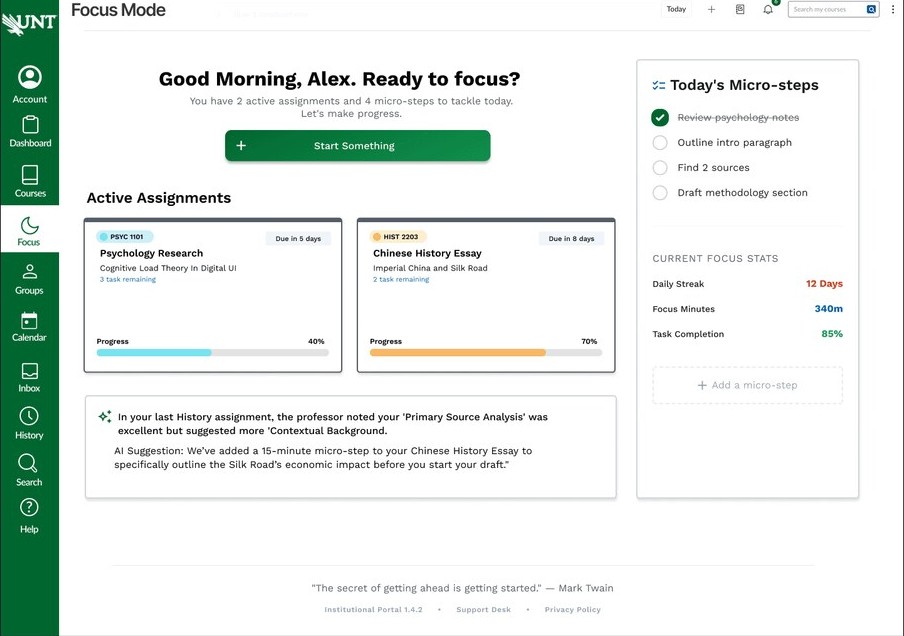 UNT
Focus Mode
Today
Search my courses
Account
Dashboard
Courses
Focus
Groups
Calendar
Inbox
History
Search
Help
Good Morning, Alex. Ready to focus?
You have 2 active assignments and 4 micro-steps to tackle today.
Let's make progress.
+ Start Something
Active Assignments
PSYC 1101
Due in 5 days
Psychology Research
Cognitive Load Theory In Digital UI
3 task remaining
Progress 40%
HIST 2203
Due in 8 days
Chinese History Essay
Imperial China and Silk Road
2 task remaining
Progress 70%
In your last History assignment, the professor noted your 'Primary Source Analysis' was
excellent but suggested more 'Contextual Background.
AI Suggestion: We've added a 15-minute micro-step to your Chinese History Essay to
specifically outline the Silk Road's economic impact before you start your draft."
Today's Micro-steps
Review psychology notes
Outline intro paragraph
Find 2 sources
Draft methodology section
CURRENT FOCUS STATS
Daily Streak 12 Days
Focus Minutes 340m
Task Completion 85%
+ Add a micro-step
"The secret of getting ahead is getting started." — Mark Twain
Institutional Portal 1.4.2 • Support Desk • Privacy Policy